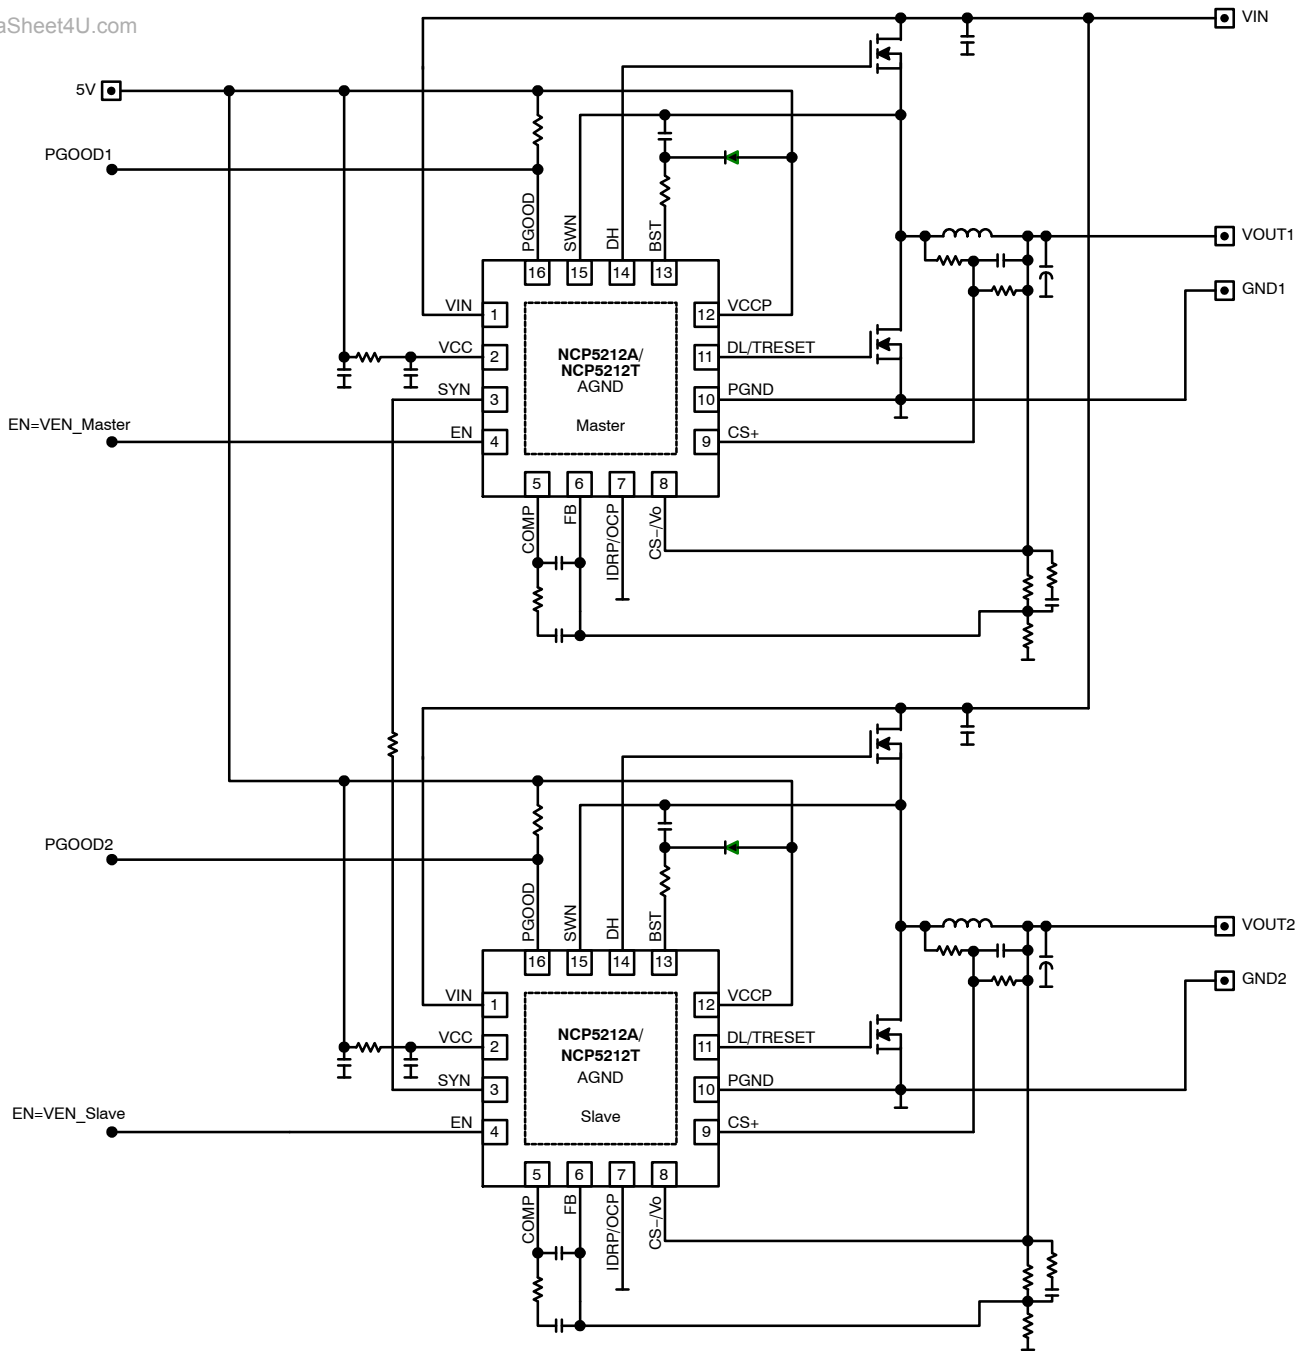 aSheet4U.com
VIN
5V
PGOOD1
PGOOD
SWN
DH
BST
16
15
14
13
VOUT1
GND1
VIN
1
12
VCCP
VCC
2
11
DL/TRESET
SYN
3
10
PGND
EN=VEN_Master
EN
4
9
CS+
NCP5212A/
NCP5212T
AGND
Master
5
6
7
8
COMP
FB
IDRP/OCP
CS−/Vo
PGOOD2
PGOOD
SWN
DH
BST
16
15
14
13
VOUT2
GND2
VIN
1
12
VCCP
VCC
2
11
DL/TRESET
SYN
3
10
PGND
EN=VEN_Slave
EN
4
9
CS+
NCP5212A/
NCP5212T
AGND
Slave
5
6
7
8
COMP
FB
IDRP/OCP
CS−/Vo